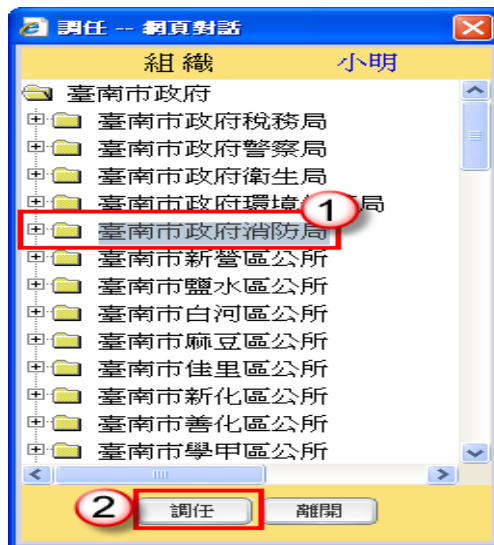 調任 -- 網頁對話
組織 小明
臺南市政府
臺南市政府稅務局
臺南市政府警察局
臺南市政府衛生局
臺南市政府環境 局
1
臺南市政府消防局
臺南市新營區公所
臺南市鹽水區公所
臺南市白河區公所
臺南市麻豆區公所
臺南市佳里區公所
臺南市新化區公所
臺南市善化區公所
臺南市學甲區公所
2 調任 離開